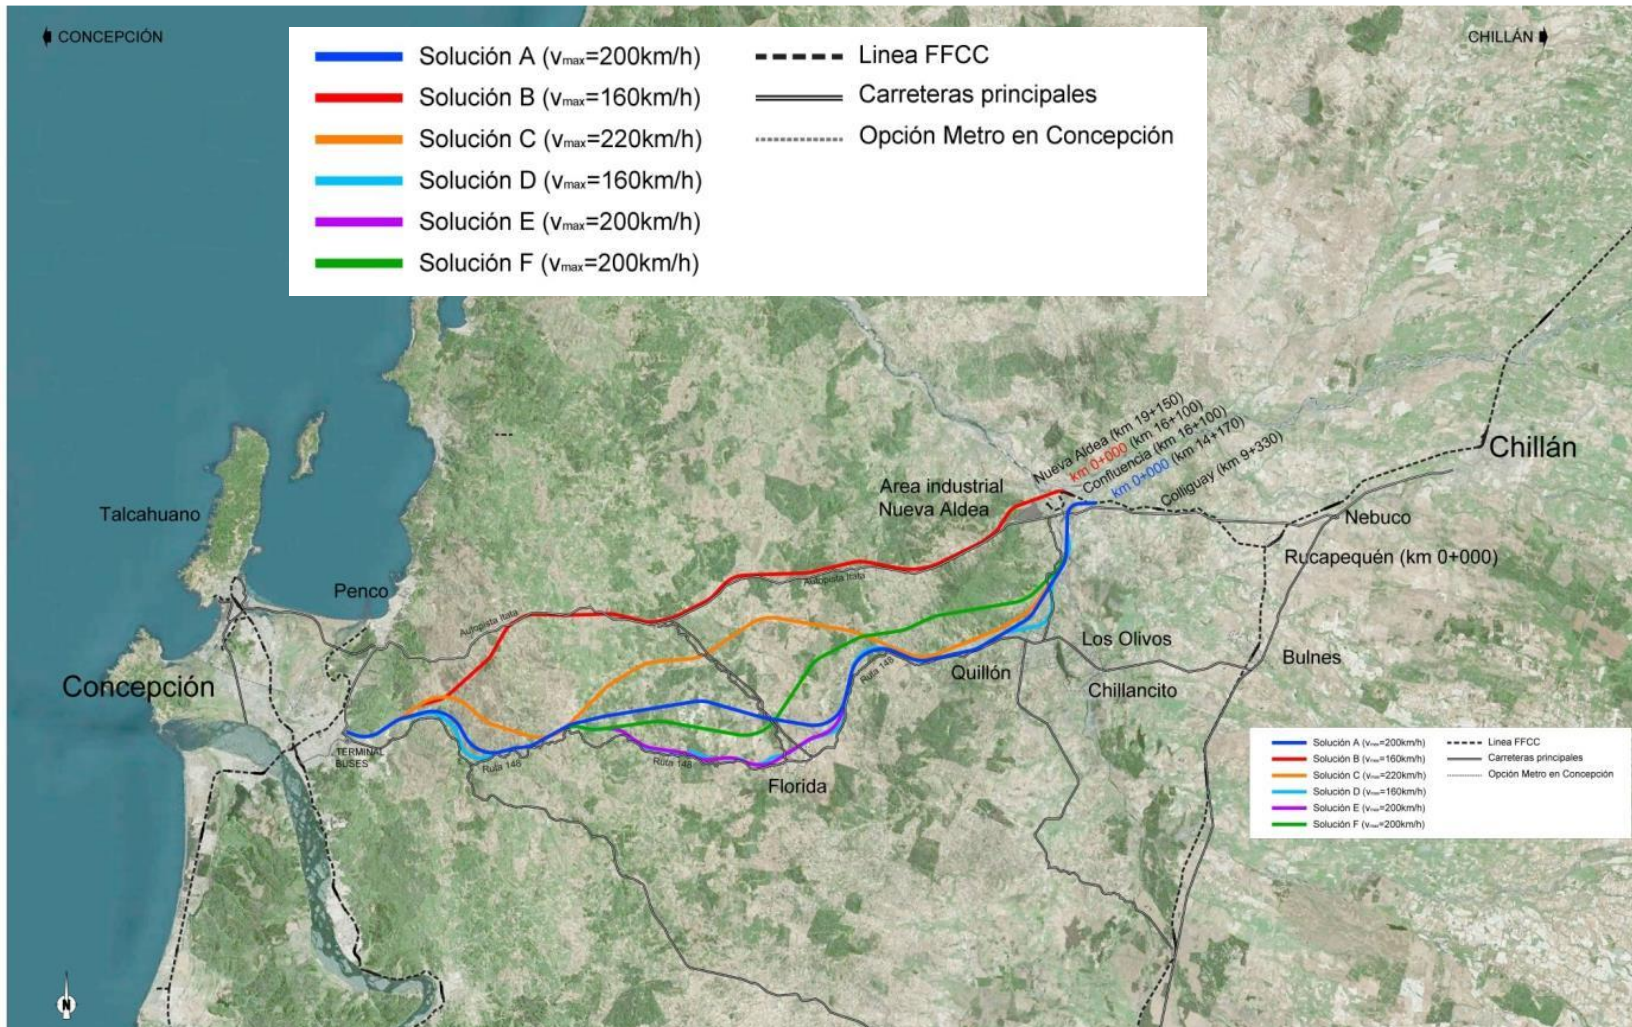 CONCEPCIÓN
CHILLÁN
Solución A (vmax=200km/h)
Solución B (vmax=160km/h)
Solución C (vmax=220km/h)
Solución D (vmax=160km/h)
Solución E (vmax=200km/h)
Solución F (vmax=200km/h)
Linea FFCC
Carreteras principales
Opción Metro en Concepción
Nueva Aldea (km 19+150)
km 0+000 (km 16+100)
Confluencia (km 16+100)
km 0+000 (km 14+170)
Colliguay (km 9+330)
Chillán
Area industrial
Nueva Aldea
Talcahuano
Nebuco
Rucapequén (km 0+000)
Penco
Autopista Itata
Autopista Itata
Los Olivos
Bulnes
Quillón
Chillancito
Ruta 148
Concepción
TERMINAL
BUSES
Ruta 148
Ruta 148
Florida
Solución A (vmax=200km/h)
Solución B (vmax=160km/h)
Solución C (vmax=220km/h)
Solución D (vmax=160km/h)
Solución E (vmax=200km/h)
Solución F (vmax=200km/h)
Linea FFCC
Carreteras principales
Opción Metro en Concepción
N